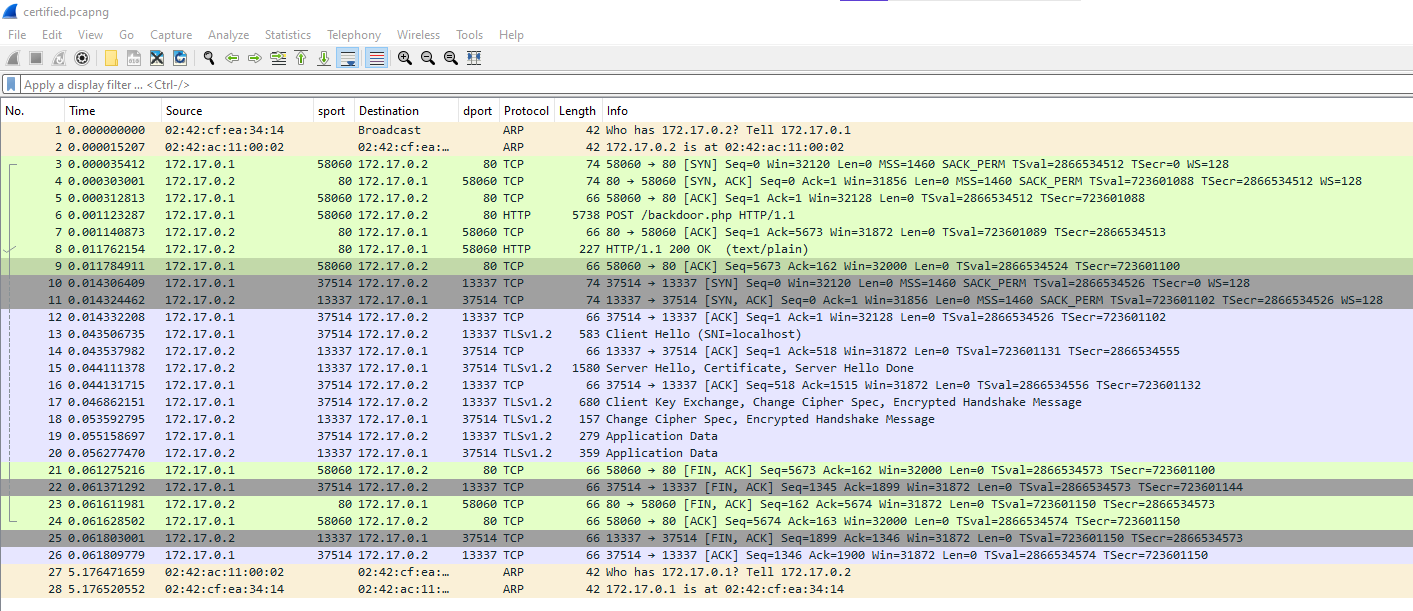 certified.pcapng
File Edit View Go Capture Analyze Statistics Telephony Wireless Tools Help
Apply a display filter ... <Ctrl-/>
No. Time Source sport Destination dport Protocol Length Info
1 0.000000000 02:42:cf:ea:34:14 Broadcast ARP 42 Who has 172.17.0.2? Tell 172.17.0.1
2 0.000015207 02:42:ac:11:00:02 02:42:cf:ea:… ARP 42 172.17.0.2 is at 02:42:ac:11:00:02
3 0.000035412 172.17.0.1 58060 172.17.0.2 80 TCP 74 58060 → 80 [SYN] Seq=0 Win=32120 Len=0 MSS=1460 SACK_PERM TSval=2866534512 TSecr=0 WS=128
4 0.000303001 172.17.0.2 80 172.17.0.1 58060 TCP 74 80 → 58060 [SYN, ACK] Seq=0 Ack=1 Win=31856 Len=0 MSS=1460 SACK_PERM TSval=723601088 TSecr=2866534512 WS=128
5 0.000312813 172.17.0.1 58060 172.17.0.2 80 TCP 66 58060 → 80 [ACK] Seq=1 Ack=1 Win=32128 Len=0 TSval=2866534512 TSecr=723601088
6 0.001123287 172.17.0.1 58060 172.17.0.2 80 HTTP 5738 POST /backdoor.php HTTP/1.1
7 0.001140873 172.17.0.2 80 172.17.0.1 58060 TCP 66 80 → 58060 [ACK] Seq=1 Ack=5673 Win=31872 Len=0 TSval=723601089 TSecr=2866534513
8 0.011762154 172.17.0.2 80 172.17.0.1 58060 HTTP 227 HTTP/1.1 200 OK  (text/plain)
9 0.011784911 172.17.0.1 58060 172.17.0.2 80 TCP 66 58060 → 80 [ACK] Seq=5673 Ack=162 Win=32000 Len=0 TSval=2866534524 TSecr=723601100
10 0.014306409 172.17.0.1 37514 172.17.0.2 13337 TCP 74 37514 → 13337 [SYN] Seq=0 Win=32120 Len=0 MSS=1460 SACK_PERM TSval=2866534526 TSecr=0 WS=128
11 0.014324462 172.17.0.2 13337 172.17.0.1 37514 TCP 74 13337 → 37514 [SYN, ACK] Seq=0 Ack=1 Win=31856 Len=0 MSS=1460 SACK_PERM TSval=723601102 TSecr=2866534526 WS=128
12 0.014332208 172.17.0.1 37514 172.17.0.2 13337 TCP 66 37514 → 13337 [ACK] Seq=1 Ack=1 Win=32128 Len=0 TSval=2866534526 TSecr=723601102
13 0.043506735 172.17.0.1 37514 172.17.0.2 13337 TLSv1.2 583 Client Hello (SNI=localhost)
14 0.043537982 172.17.0.2 13337 172.17.0.1 37514 TCP 66 13337 → 37514 [ACK] Seq=1 Ack=518 Win=31872 Len=0 TSval=723601131 TSecr=2866534555
15 0.044111378 172.17.0.2 13337 172.17.0.1 37514 TLSv1.2 1580 Server Hello, Certificate, Server Hello Done
16 0.044131715 172.17.0.1 37514 172.17.0.2 13337 TCP 66 37514 → 13337 [ACK] Seq=518 Ack=1515 Win=31872 Len=0 TSval=2866534556 TSecr=723601132
17 0.046862151 172.17.0.1 37514 172.17.0.2 13337 TLSv1.2 680 Client Key Exchange, Change Cipher Spec, Encrypted Handshake Message
18 0.053592795 172.17.0.2 13337 172.17.0.1 37514 TLSv1.2 157 Change Cipher Spec, Encrypted Handshake Message
19 0.055158697 172.17.0.1 37514 172.17.0.2 13337 TLSv1.2 279 Application Data
20 0.056277470 172.17.0.2 13337 172.17.0.1 37514 TLSv1.2 359 Application Data
21 0.061275216 172.17.0.1 58060 172.17.0.2 80 TCP 66 58060 → 80 [FIN, ACK] Seq=5673 Ack=162 Win=32000 Len=0 TSval=2866534573 TSecr=723601100
22 0.061371292 172.17.0.1 37514 172.17.0.2 13337 TCP 66 37514 → 13337 [FIN, ACK] Seq=1345 Ack=1899 Win=31872 Len=0 TSval=2866534573 TSecr=723601144
23 0.061611981 172.17.0.2 80 172.17.0.1 58060 TCP 66 80 → 58060 [FIN, ACK] Seq=162 Ack=5674 Win=31872 Len=0 TSval=723601150 TSecr=2866534573
24 0.061628502 172.17.0.1 58060 172.17.0.2 80 TCP 66 58060 → 80 [ACK] Seq=5674 Ack=163 Win=32000 Len=0 TSval=2866534574 TSecr=723601150
25 0.061803001 172.17.0.2 13337 172.17.0.1 37514 TCP 66 13337 → 37514 [FIN, ACK] Seq=1899 Ack=1346 Win=31872 Len=0 TSval=723601150 TSecr=2866534573
26 0.061809779 172.17.0.1 37514 172.17.0.2 13337 TCP 66 37514 → 13337 [ACK] Seq=1346 Ack=1900 Win=31872 Len=0 TSval=2866534574 TSecr=723601150
27 5.176471659 02:42:ac:11:00:02 02:42:cf:ea:… ARP 42 Who has 172.17.0.1? Tell 172.17.0.2
28 5.176520552 02:42:cf:ea:34:14 02:42:ac:11:… ARP 42 172.17.0.1 is at 02:42:cf:ea:34:14